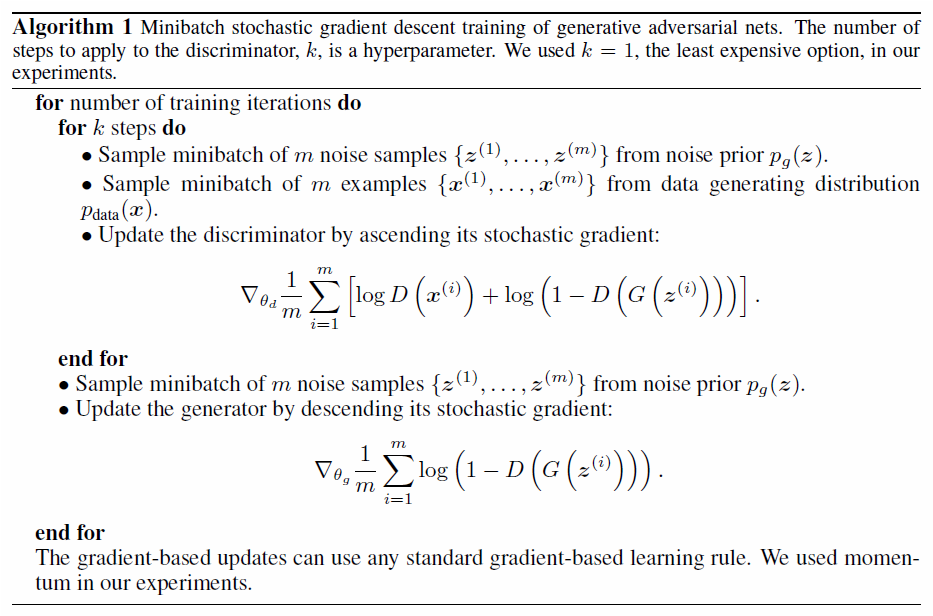 Algorithm 1 Minibatch stochastic gradient descent training of generative adversarial nets. The number of
steps to apply to the discriminator, k, is a hyperparameter. We used k = 1, the least expensive option, in our
experiments.
for number of training iterations do
for k steps do
• Sample minibatch of m noise samples {z^(1), . . . , z^(m)} from noise prior p_g(z).
• Sample minibatch of m examples {x^(1), . . . , x^(m)} from data generating distribution
p_data(x).
• Update the discriminator by ascending its stochastic gradient:
∇_θ_d 1/m ∑_{i=1}^{m} [log D (x^(i)) + log (1 − D (G (z^(i))))] .
end for
• Sample minibatch of m noise samples {z^(1), . . . , z^(m)} from noise prior p_g(z).
• Update the generator by descending its stochastic gradient:
∇_θ_g 1/m ∑_{i=1}^{m} log (1 − D (G (z^(i)))) .
end for
The gradient-based updates can use any standard gradient-based learning rule. We used momen-
tum in our experiments.